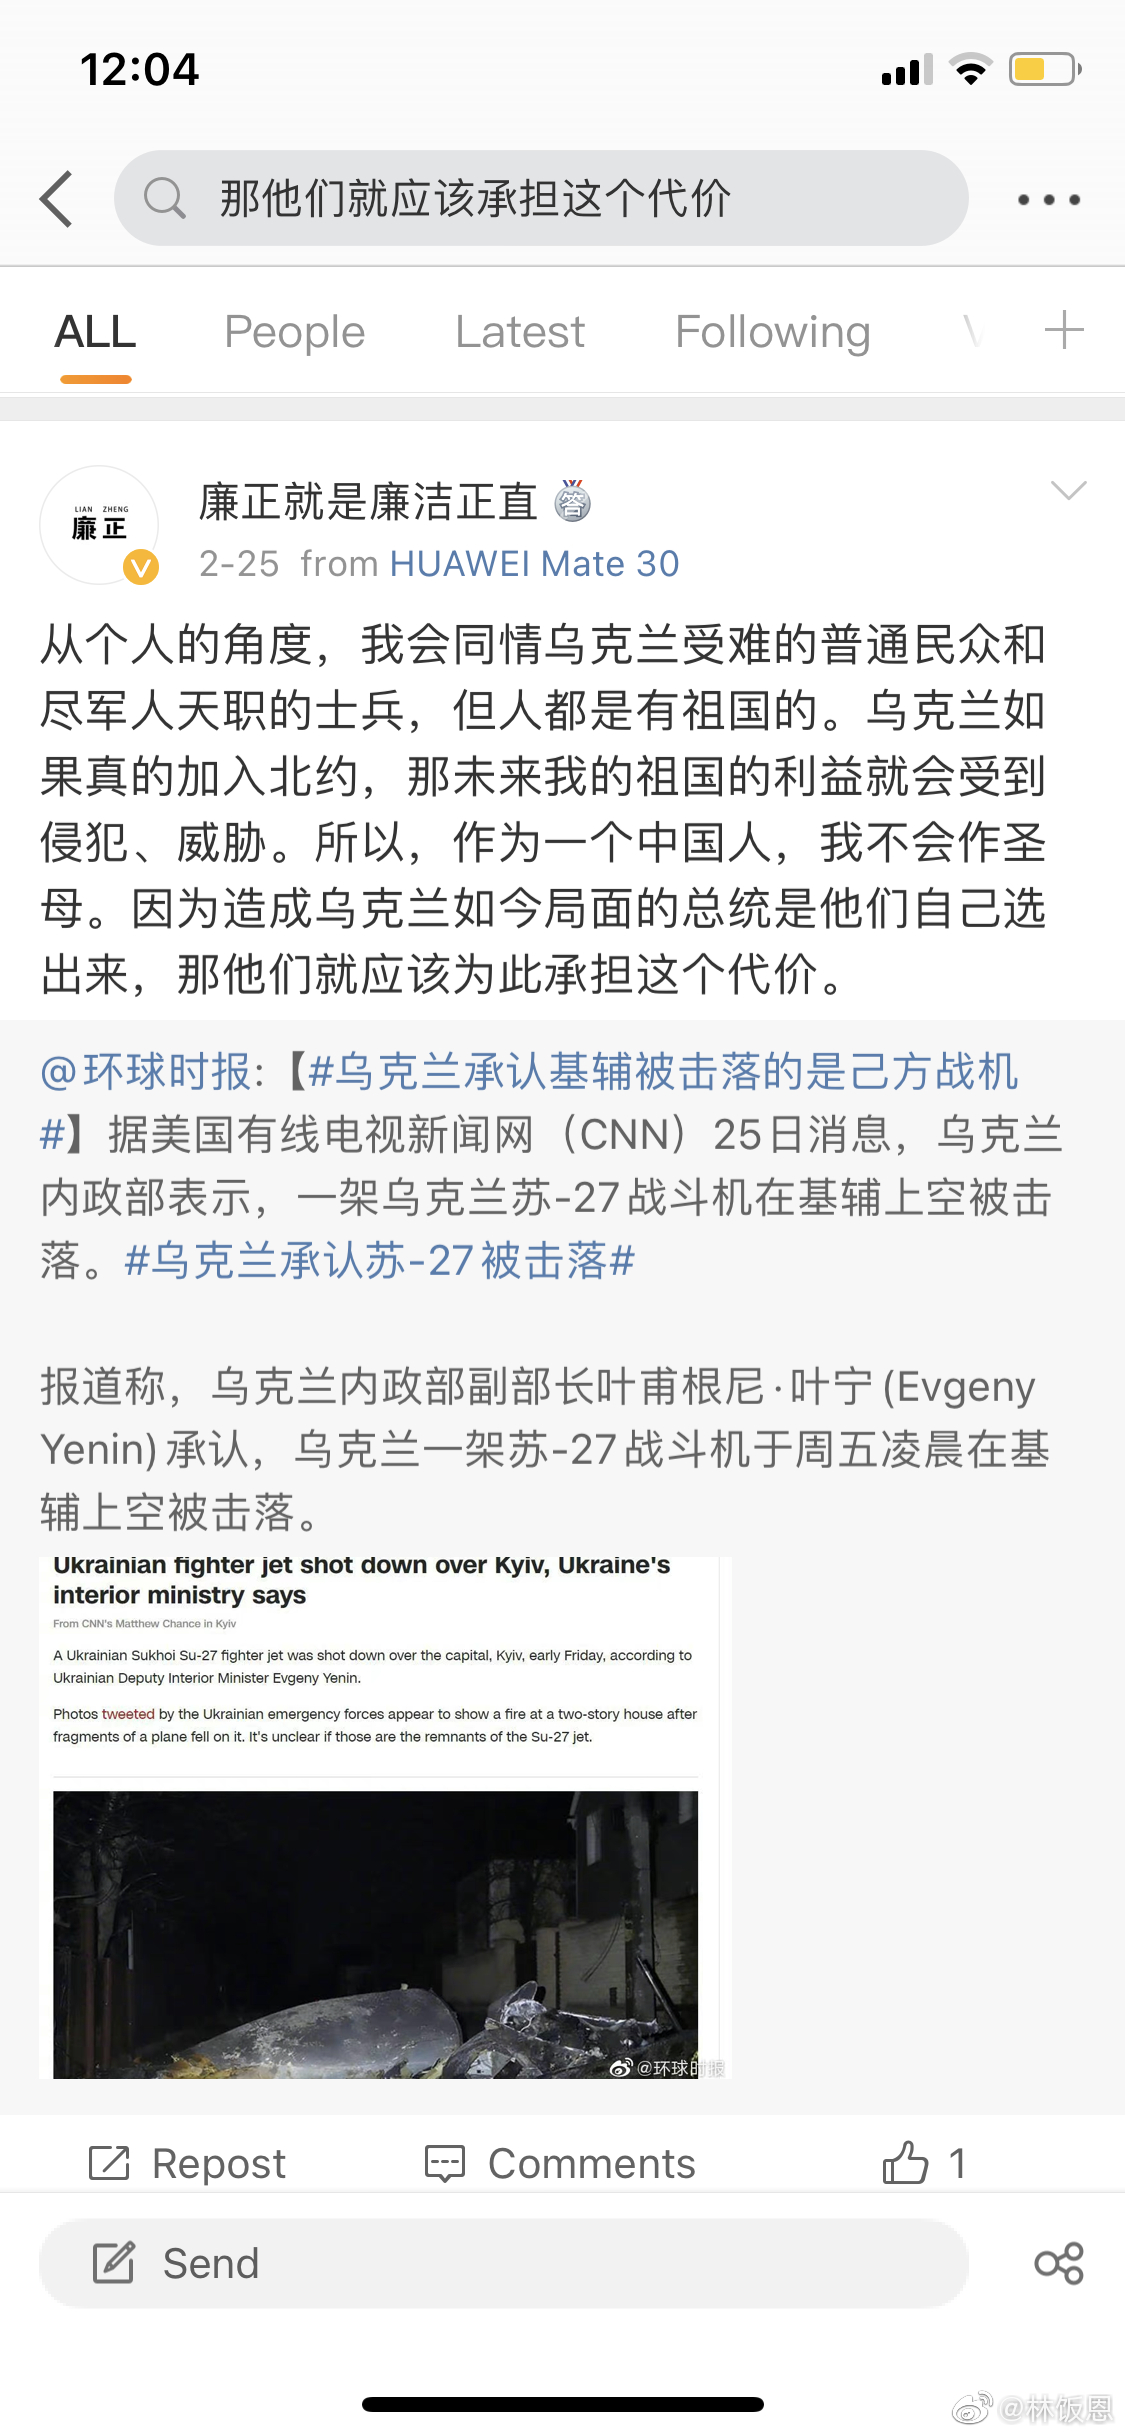 12:04
那他们就应该承担这个代价
ALL People Latest Following
LIAN ZHENG
廉正
V
廉正就是廉洁正直 答
2-25 from HUAWEI Mate 30
从个人的角度，我会同情乌克兰受难的普通民众和
尽军人天职的士兵，但人都是有祖国的。乌克兰如
果真的加入北约，那未来我的祖国的利益就会受到
侵犯、威胁。所以，作为一个中国人，我不会作圣
母。因为造成乌克兰如今局面的总统是他们自己选
出来，那他们就应该为此承担这个代价。
@环球时报:【#乌克兰承认基辅被击落的是己方战机
#】据美国有线电视新闻网（CNN）25日消息，乌克兰
内政部表示，一架乌克兰苏-27战斗机在基辅上空被击
落。#乌克兰承认苏-27被击落#
报道称，乌克兰内政部副部长叶甫根尼·叶宁(Evgeny
Yenin)承认，乌克兰一架苏-27战斗机于周五凌晨在基
辅上空被击落。
Ukrainian fighter jet shot down over Kyiv, Ukraine's
interior ministry says
From CNN's Matthew Chance in Kyiv
A Ukrainian Sukhoi Su-27 fighter jet was shot down over the capital, Kyiv, early Friday, according to
Ukrainian Deputy Interior Minister Evgeny Yenin.
Photos tweeted by the Ukrainian emergency forces appear to show a fire at a two-story house after
fragments of a plane fell on it. It's unclear if those are the remnants of the Su-27 jet.
@环球时报
Repost Comments 1
Send
@林饭恩